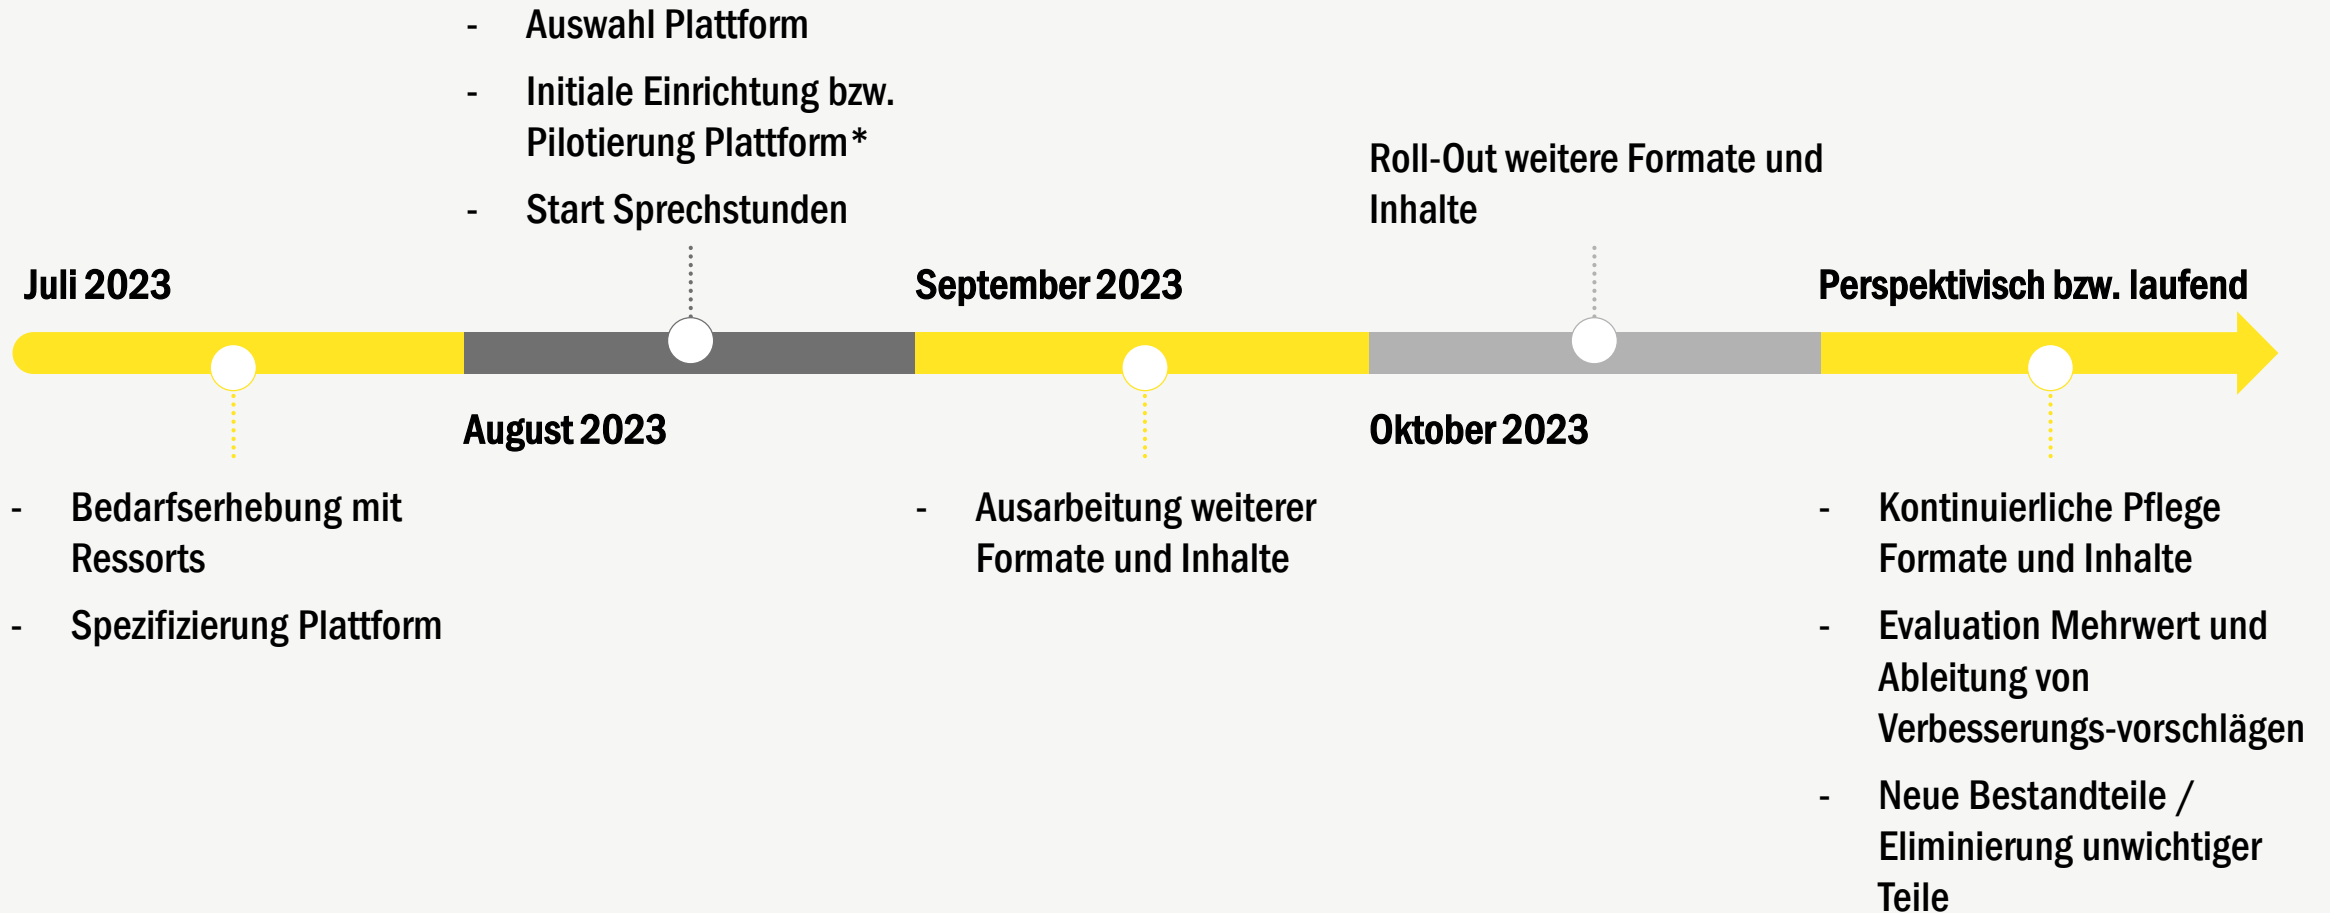 - Auswahl Plattform
- Initiale Einrichtung bzw.
Pilotierung Plattform*
- Start Sprechstunden
Roll-Out weitere Formate und
Inhalte
Juli 2023
September 2023
Perspektivisch bzw. laufend
August 2023
Oktober 2023
- Bedarfserhebung mit
Ressorts
- Spezifizierung Plattform
- Ausarbeitung weiterer
Formate und Inhalte
- Kontinuierliche Pflege
Formate und Inhalte
- Evaluation Mehrwert und
Ableitung von
Verbesserungs-vorschlägen
- Neue Bestandteile /
Eliminierung unwichtiger
Teile